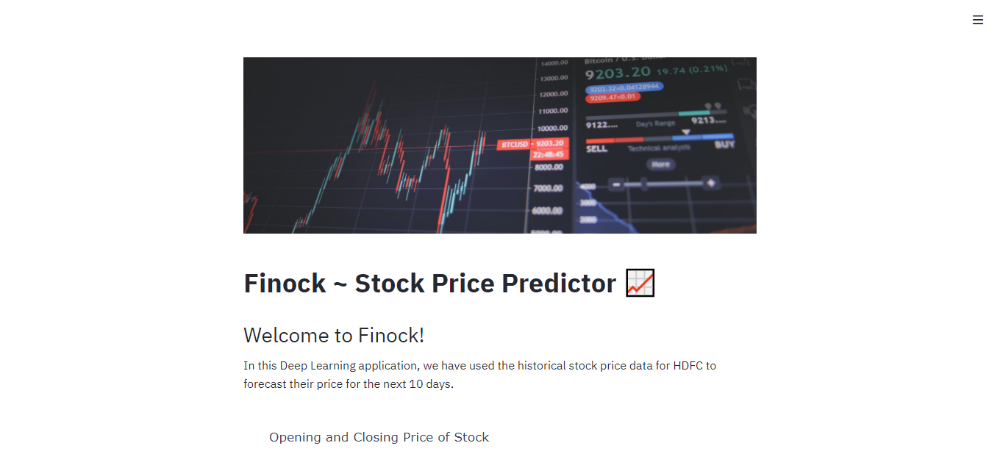 14000.00
13000.00
12000.00
11000.00
10000.00
BTCUSD 9203.20
22:48:45
8000.00
7000.00
6000.00
Bitcoin / U.S.
9203.20 19.74 (0.21%)
9203.32×0.04128944
9209.47×0.01
9122.... Day's Range 9213....
SELL Technical analysis BUY
More
4000
3000
2000
Finock ~ Stock Price Predictor 📈
Welcome to Finock!
In this Deep Learning application, we have used the historical stock price data for HDFC to
forecast their price for the next 10 days.
Opening and Closing Price of Stock